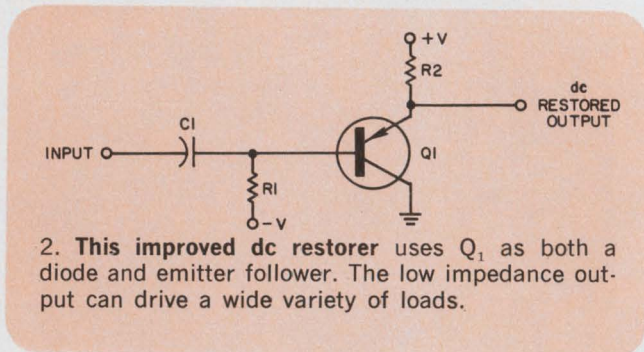 +V
R2
dc
RESTORED
OUTPUT
C1
INPUT
Q1
R1
-V
2. This improved dc restorer uses Q₁ as both a
diode and emitter follower. The low impedance out-
put can drive a wide variety of loads.